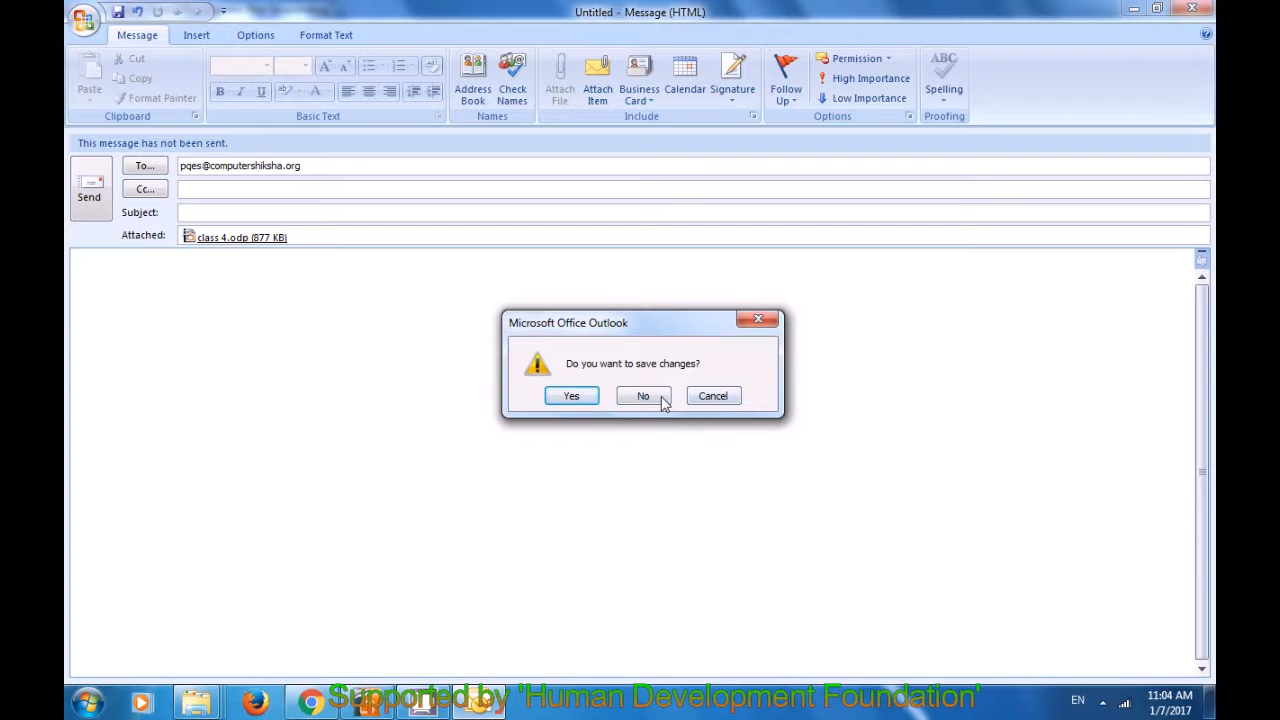 Untitled - Message (HTML)
Message Insert Options Format Text
Paste
Cut
Copy
Format Painter
Clipboard
B I U
ab A
Basic Text
Address Book
Check Names
Names
Attach File
Attach Item
Business Card
Calendar
Signature
Include
Follow Up
Permission
High Importance
Low Importance
Options
ABC
Spelling
Proofing
This message has not been sent.
Send
To... pqes@computershiksha.org
Cc...
Subject:
Attached: class 4.odp (877 KB)
Microsoft Office Outlook
Do you want to save changes?
Yes No Cancel
Supported by 'Human Development Foundation'
EN
11:04 AM
1/7/2017